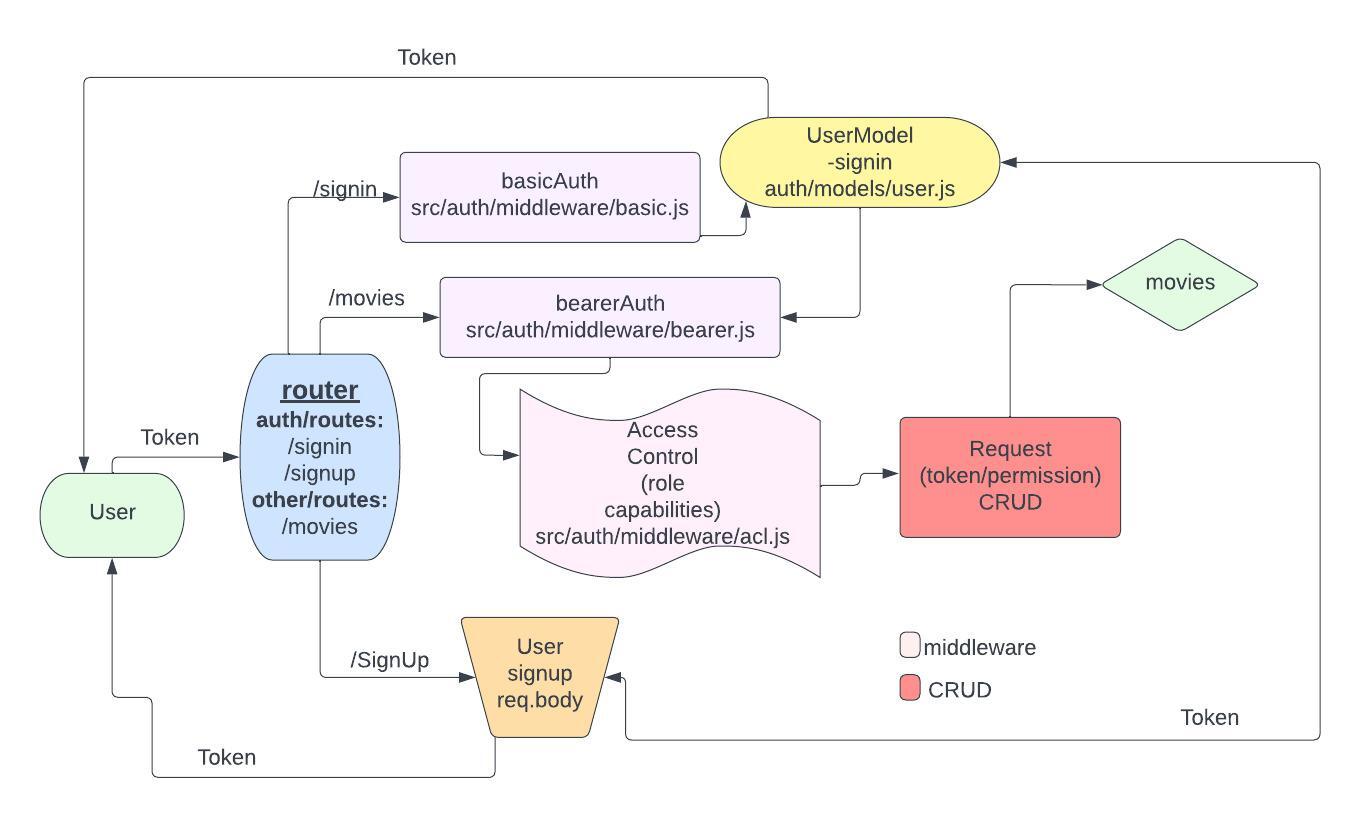 Token
UserModel
-signin
auth/models/user.js
/signin
basicAuth
src/auth/middleware/basic.js
/movies
bearerAuth
src/auth/middleware/bearer.js
movies
router
auth/routes:
/signin
/signup
other/routes:
/movies
Token
User
Access
Control
(role
capabilities)
src/auth/middleware/acl.js
Request
(token/permission)
CRUD
/SignUp
User
signup
req.body
middleware
CRUD
Token
Token